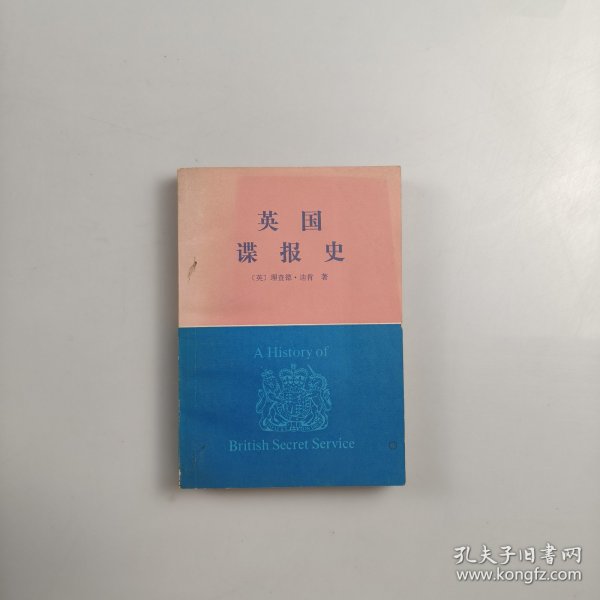 英国
谍报史
〔英〕理查德·迪肯 著
A History of
British Secret Service
孔夫子旧书网
www.kongfz.com